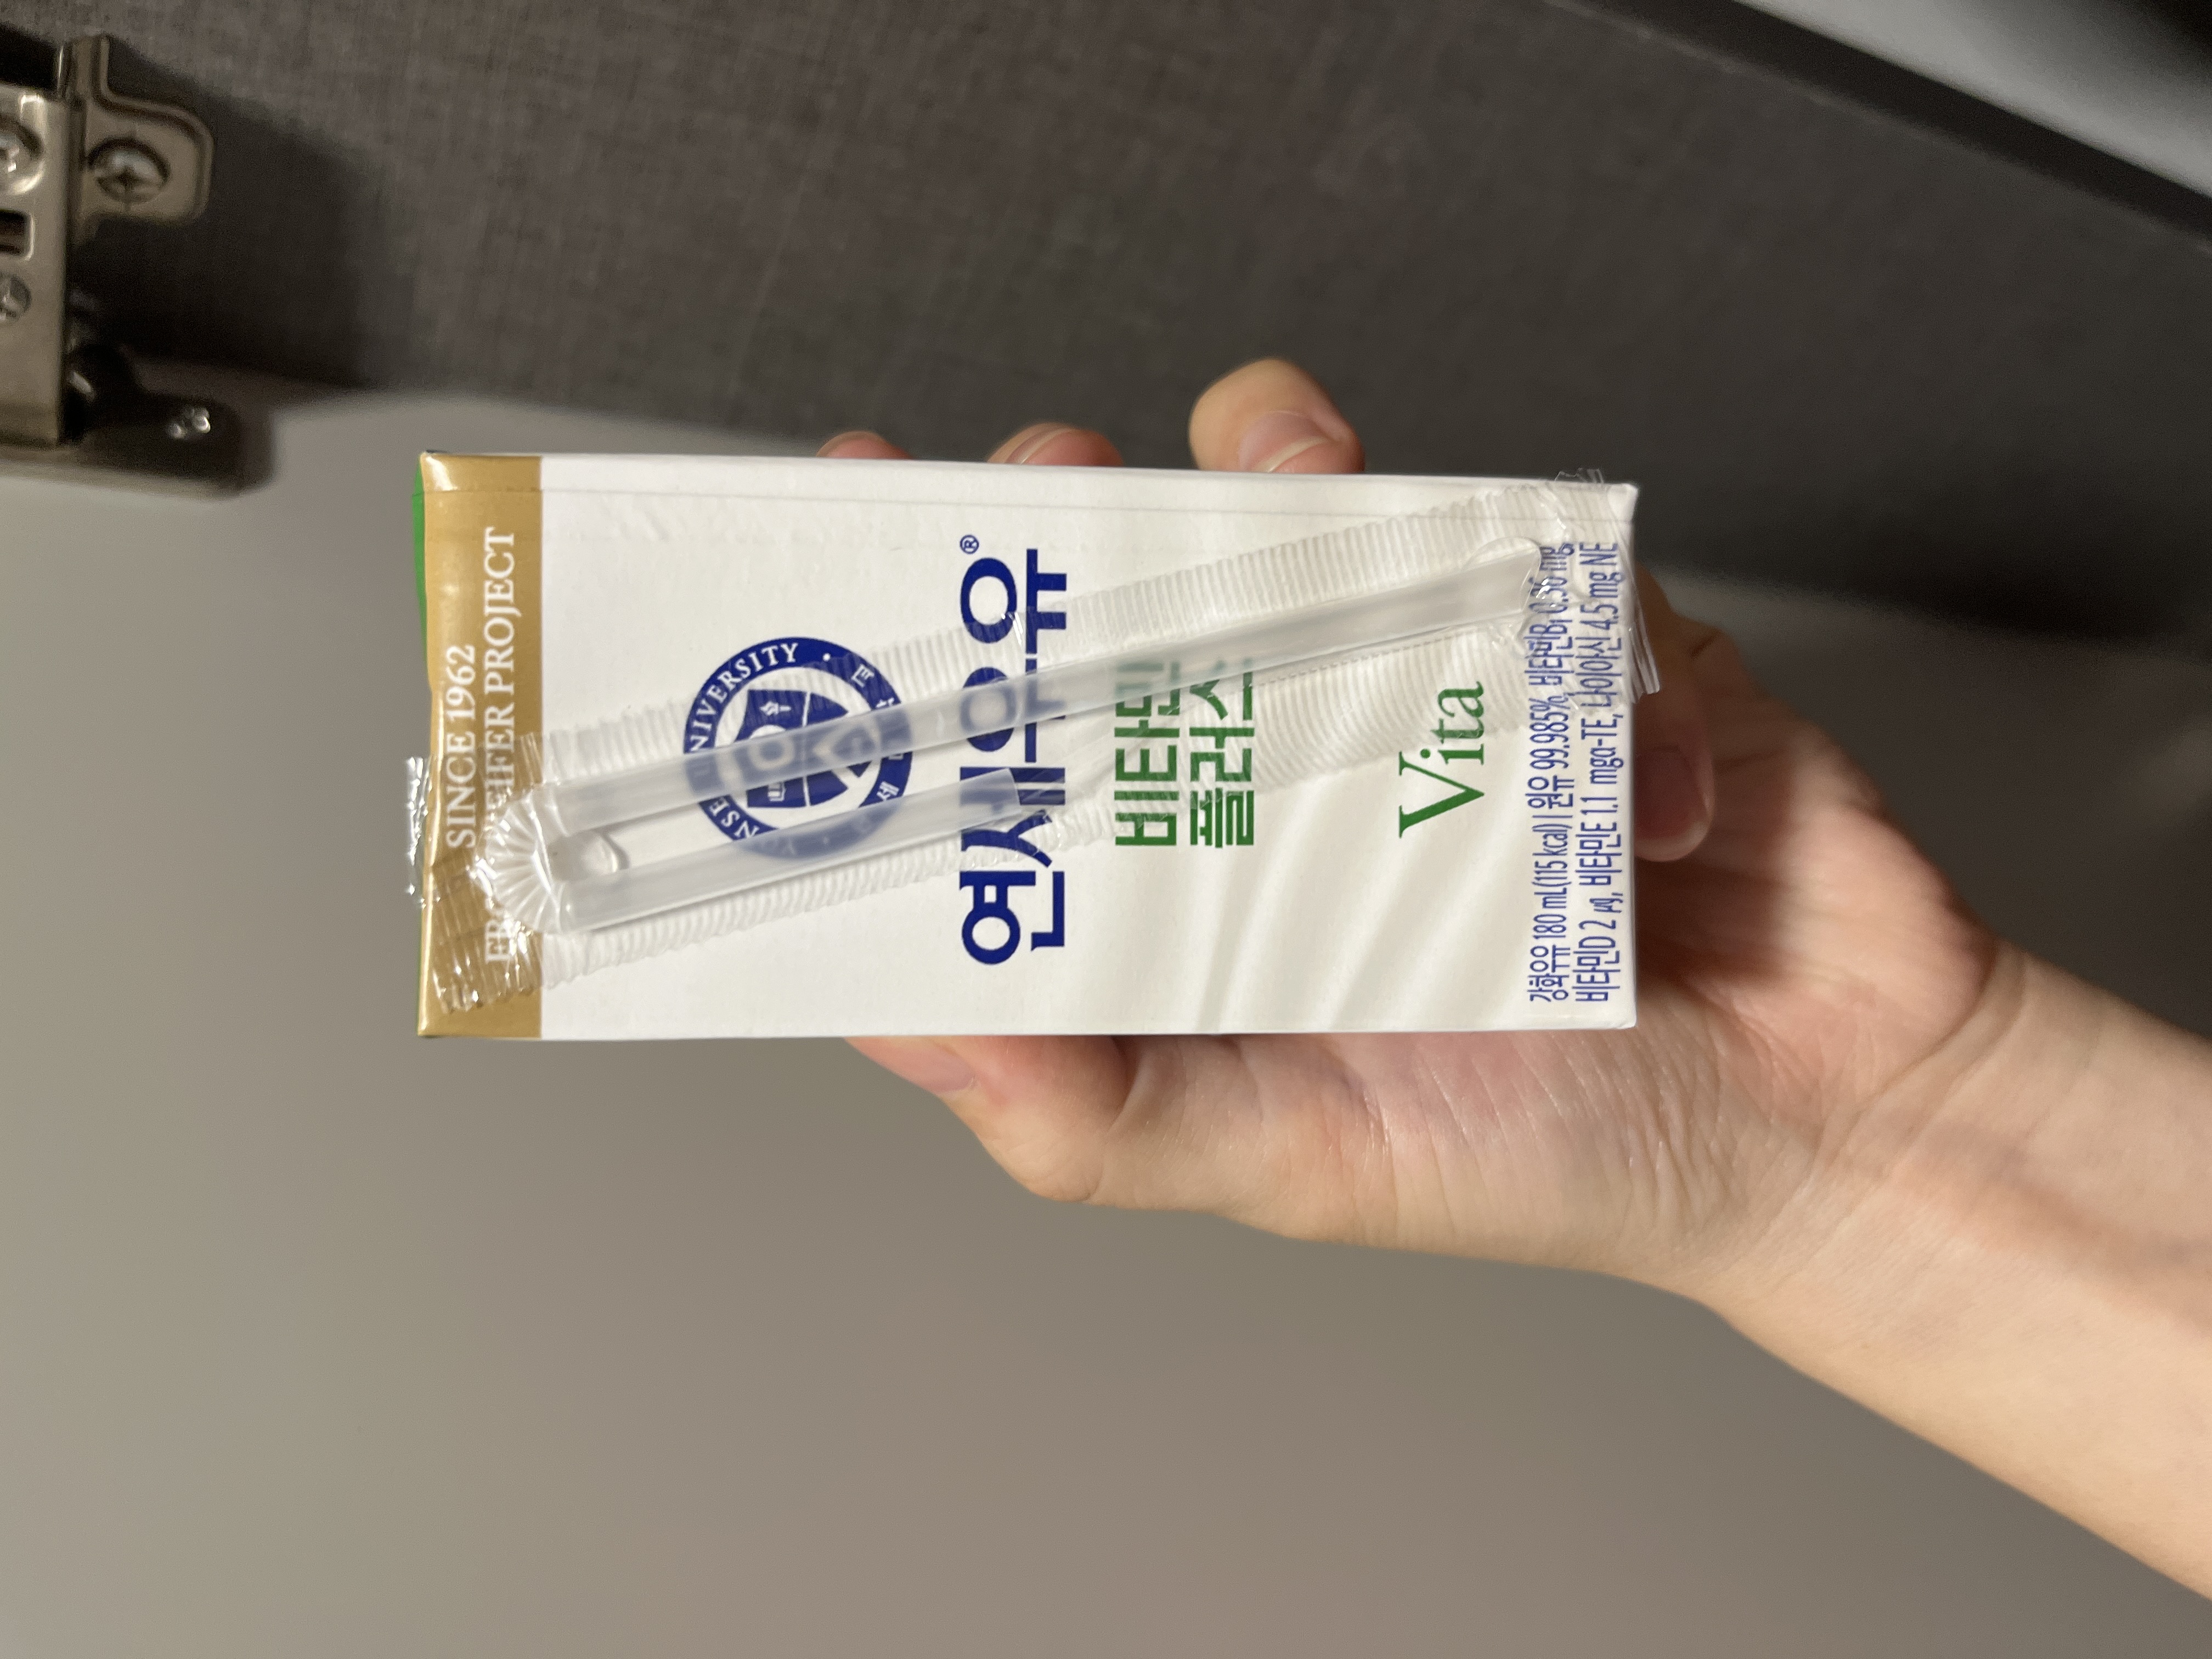 SINCE 1962
PROJECT
UNIVERSITY
연세우유®
비타민
플러스
Vita
강화우유 180 mL(115 kcal) | 원유 99.985%, 비타민B₁ 0.36 mg,
비타민D 2 μg, 비타민E 1.1 mgα-TE, 나이아신 4.5 mg NE